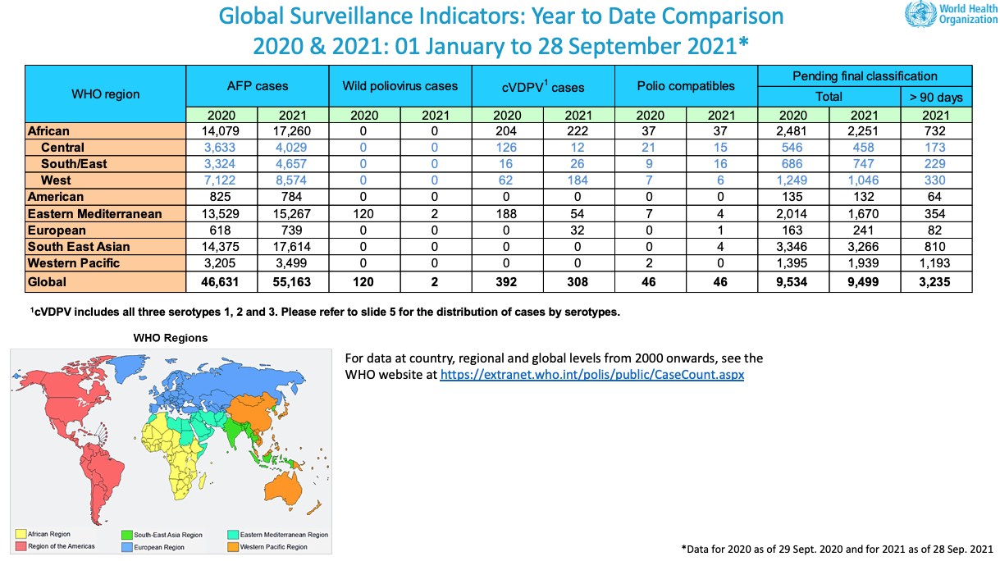 Global Surveillance Indicators: Year to Date Comparison
2020 & 2021: 01 January to 28 September 2021*
World Health
Organization
WHO region AFP cases Wild poliovirus cases cVDPV1 cases Polio compatibles Pending final classification
Total > 90 days
2020 2021 2020 2021 2020 2021 2020 2021 2020 2021 2021
African 14,079 17,260 0 0 204 222 37 37 2,481 2,251 732
Central 3,633 4,029 0 0 126 12 21 15 546 458 173
South/East 3,324 4,657 0 0 16 26 9 16 686 747 229
West 7,122 8,574 0 0 62 184 7 6 1,249 1,046 330
American 825 784 0 0 0 0 0 0 135 132 64
Eastern Mediterranean 13,529 15,267 120 2 188 54 7 4 2,014 1,670 354
European 618 739 0 0 0 32 0 1 163 241 82
South East Asian 14,375 17,614 0 0 0 0 0 4 3,346 3,266 810
Western Pacific 3,205 3,499 0 0 0 0 2 0 1,395 1,939 1,193
Global 46,631 55,163 120 2 392 308 46 46 9,534 9,499 3,235
1cVDPV includes all three serotypes 1, 2 and 3. Please refer to slide 5 for the distribution of cases by serotypes.
WHO Regions
For data at country, regional and global levels from 2000 onwards, see the
WHO website at https://extranet.who.int/polis/public/CaseCount.aspx
African Region South-East Asia Region Eastern Mediterranean Region
Region of the Americas European Region Western Pacific Region
*Data for 2020 as of 29 Sept. 2020 and for 2021 as of 28 Sep. 2021